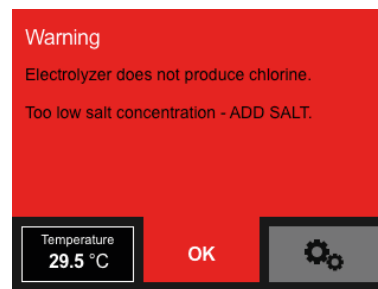 Warning
Electrolyzer does not produce chlorine.
Too low salt concentration - ADD SALT.
Temperature
29.5 °C
OK